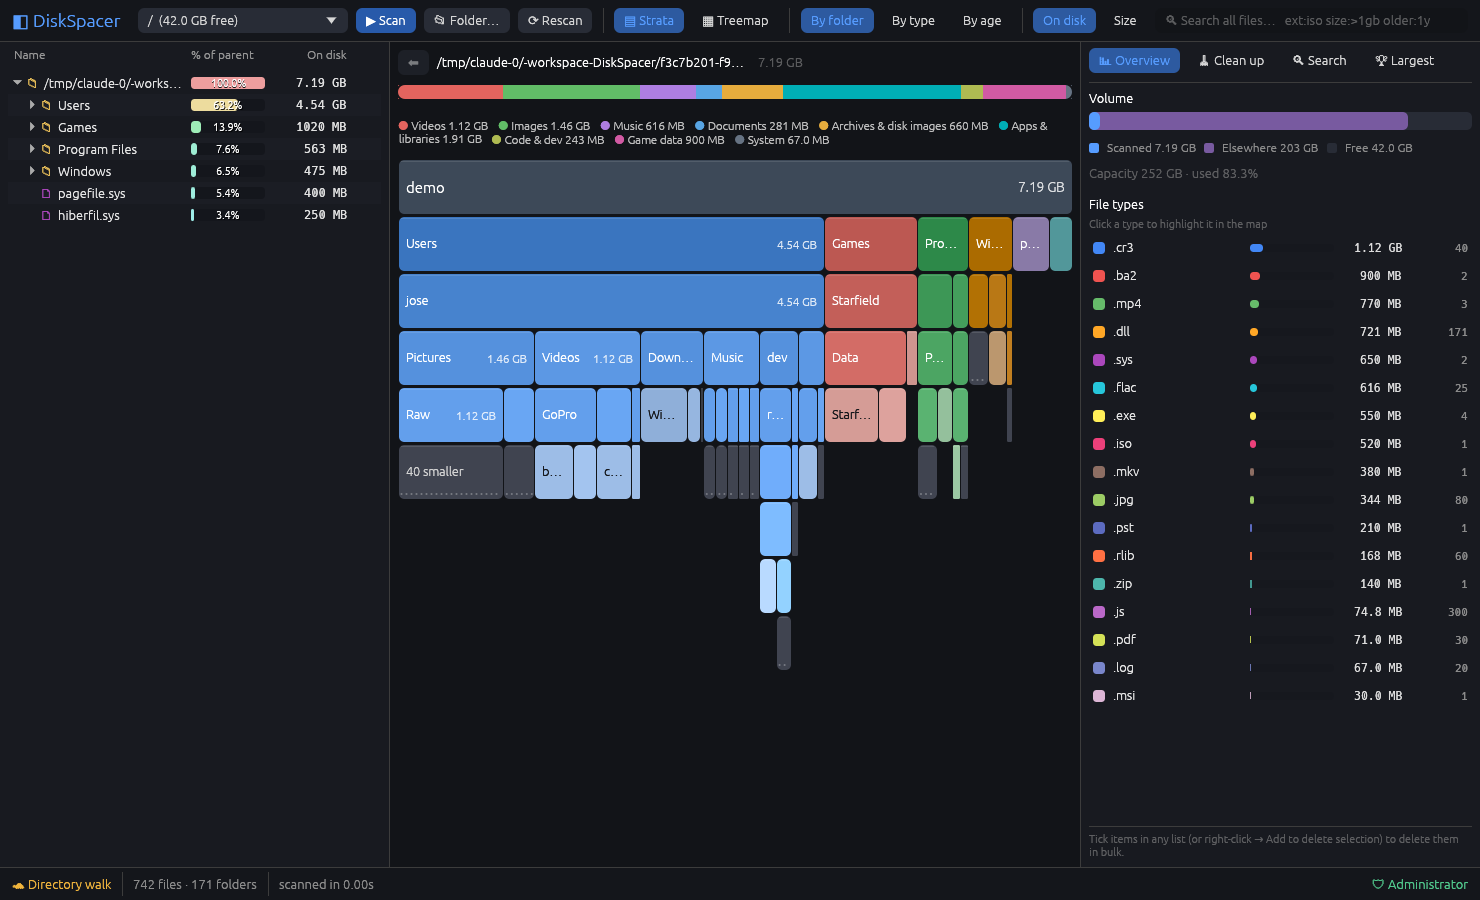 DiskSpacer
/ (42.0 GB free)
Scan
Folder...
Rescan
Strata
Treemap
By folder
By type
By age
On disk
Size
Search all files... ext:iso size:>1gb older:1y
Name % of parent On disk
/tmp/claude-0/-works... 100.0% 7.19 GB
Users 63.2% 4.54 GB
Games 13.9% 1020 MB
Program Files 7.6% 563 MB
Windows 6.5% 475 MB
pagefile.sys 5.4% 400 MB
hiberfil.sys 3.4% 250 MB
/tmp/claude-0/-workspace-DiskSpacer/f3c7b201-f9... 7.19 GB
Videos 1.12 GB Images 1.46 GB Music 616 MB Documents 281 MB Archives & disk images 660 MB Apps &
libraries 1.91 GB Code & dev 243 MB Game data 900 MB System 67.0 MB
demo 7.19 GB
Users 4.54 GB Games Pro... Wi... p...
jose 4.54 GB Starfield
Pictures 1.46 GB Videos 1.12 GB Down... Music dev Data P...
Raw 1.12 GB GoPro Wi... r... Starf...
40 smaller b... c...
Overview
Clean up
Search
Largest
Volume
Scanned 7.19 GB Elsewhere 203 GB Free 42.0 GB
Capacity 252 GB · used 83.3%
File types
Click a type to highlight it in the map
.cr3 1.12 GB 40
.ba2 900 MB 2
.mp4 770 MB 3
.dll 721 MB 171
.sys 650 MB 2
.flac 616 MB 25
.exe 550 MB 4
.iso 520 MB 1
.mkv 380 MB 1
.jpg 344 MB 80
.pst 210 MB 1
.rlib 168 MB 60
.zip 140 MB 1
.js 74.8 MB 300
.pdf 71.0 MB 30
.log 67.0 MB 20
.msi 30.0 MB 1
Tick items in any list (or right-click → Add to delete selection) to delete them
in bulk.
Directory walk
742 files · 171 folders
scanned in 0.00s
Administrator